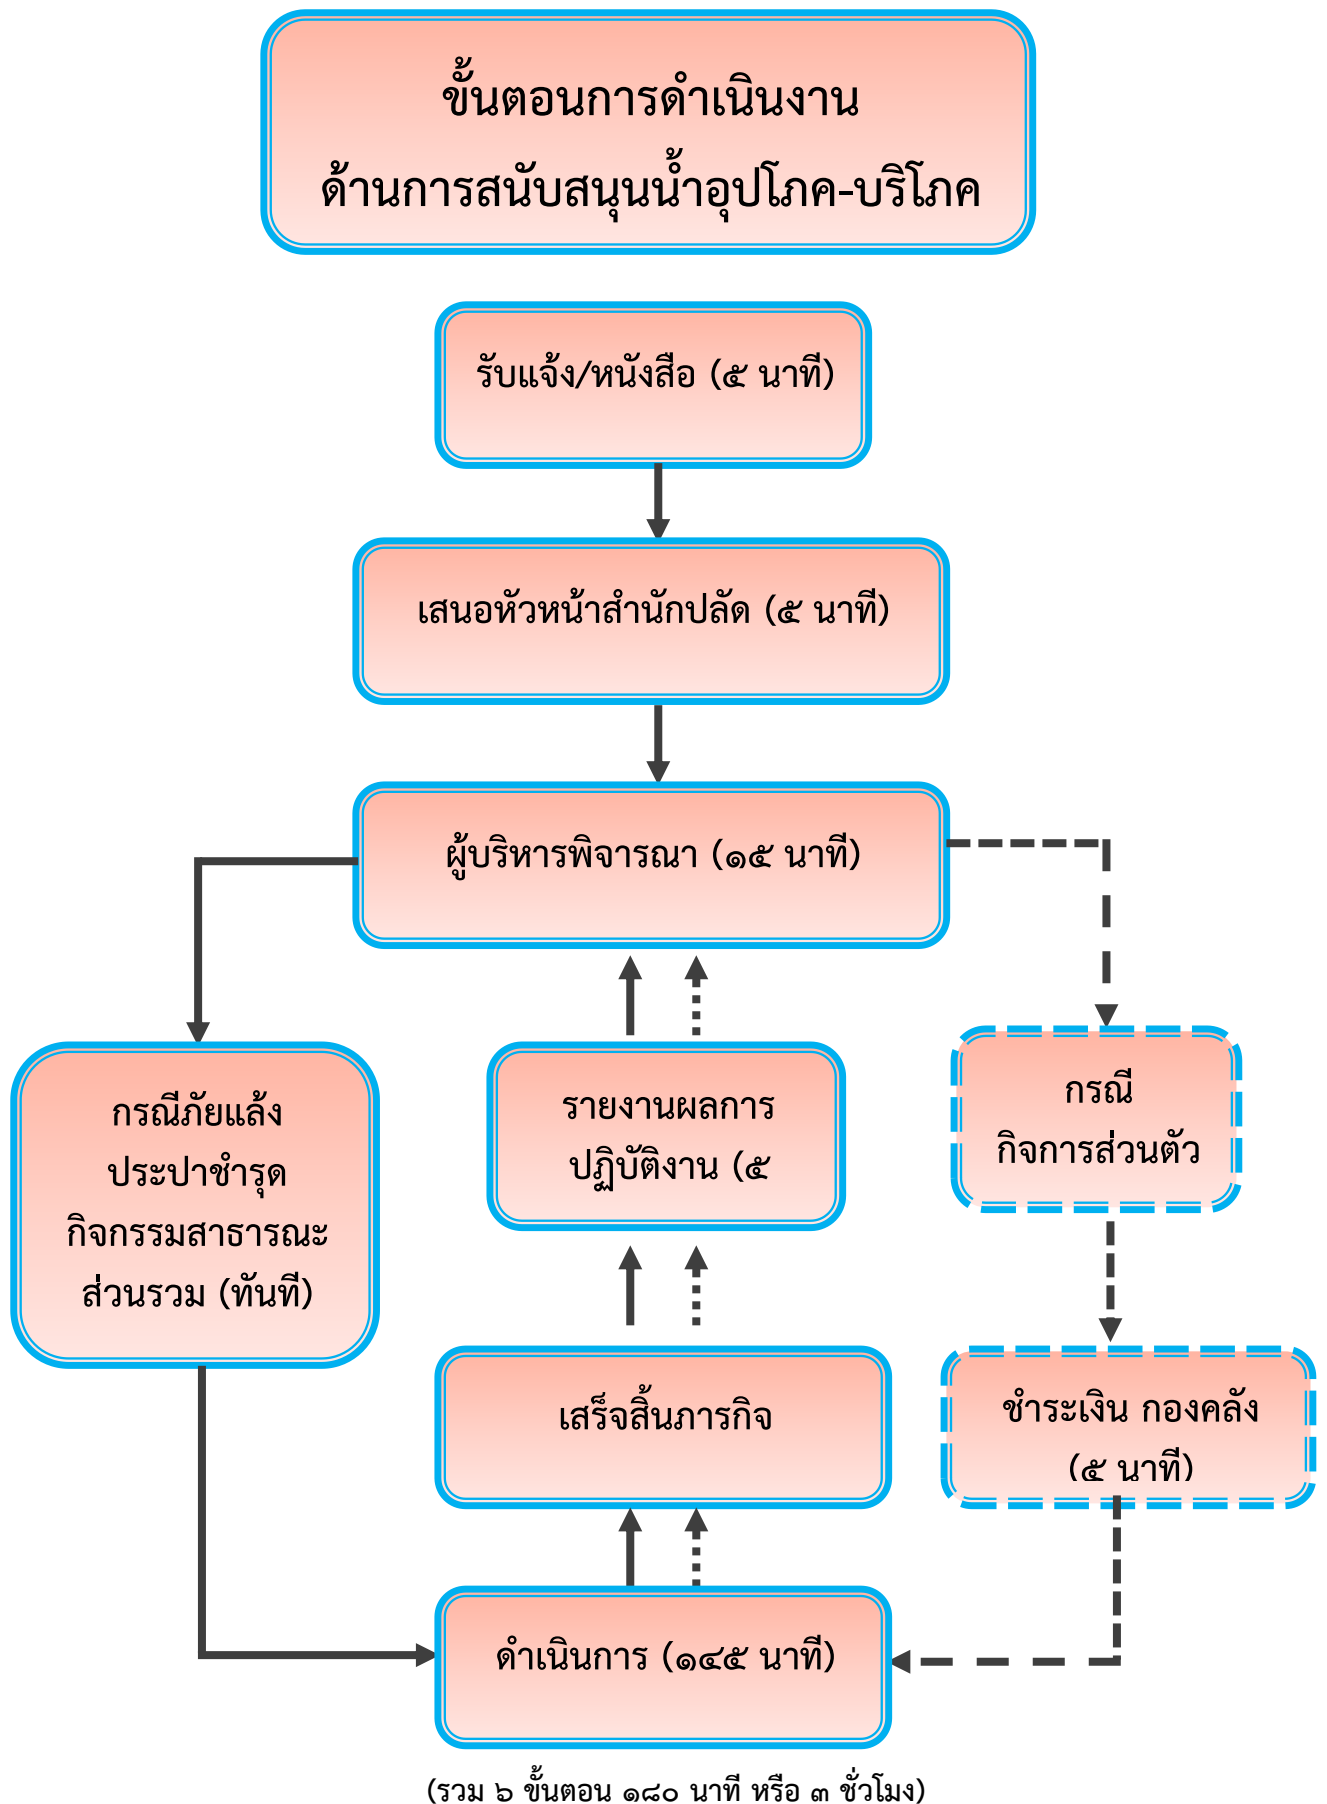 ขั้นตอนการดำเนินงาน
ด้านการสนับสนุนน้ำอุปโภค-บริโภค
รับแจ้ง/หนังสือ (๕ นาที)
เสนอหัวหน้าสำนักปลัด (๕ นาที)
ผู้บริหารพิจารณา (๑๕ นาที)
กรณีภัยแล้ง
ประปาชำรุด
กิจกรรมสาธารณะ
ส่วนรวม (ทันที)
รายงานผลการ
ปฏิบัติงาน (๕
กรณี
กิจการส่วนตัว
เสร็จสิ้นภารกิจ
ชำระเงิน กองคลัง
(๕ นาที)
ดำเนินการ (๑๔๕ นาที)
(รวม ๖ ขั้นตอน ๑๘๐ นาที หรือ ๓ ชั่วโมง)